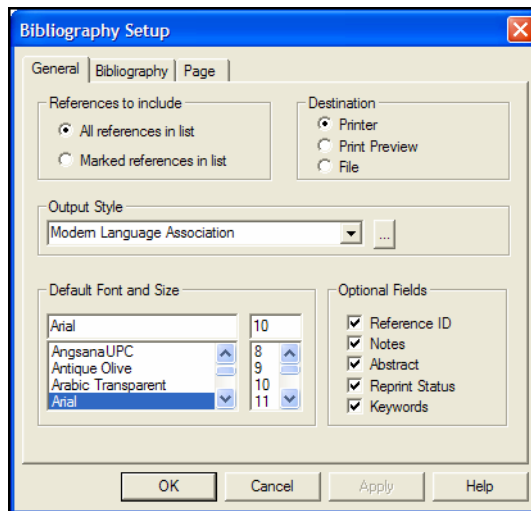 Bibliography Setup
General Bibliography Page
References to include
All references in list
Marked references in list
Destination
Printer
Print Preview
File
Output Style
Modern Language Association
...
Default Font and Size
Arial 10
AngsanaUPC 8
Antique Olive 9
Arabic Transparent 10
Arial 11
Optional Fields
Reference ID
Notes
Abstract
Reprint Status
Keywords
OK Cancel Apply Help